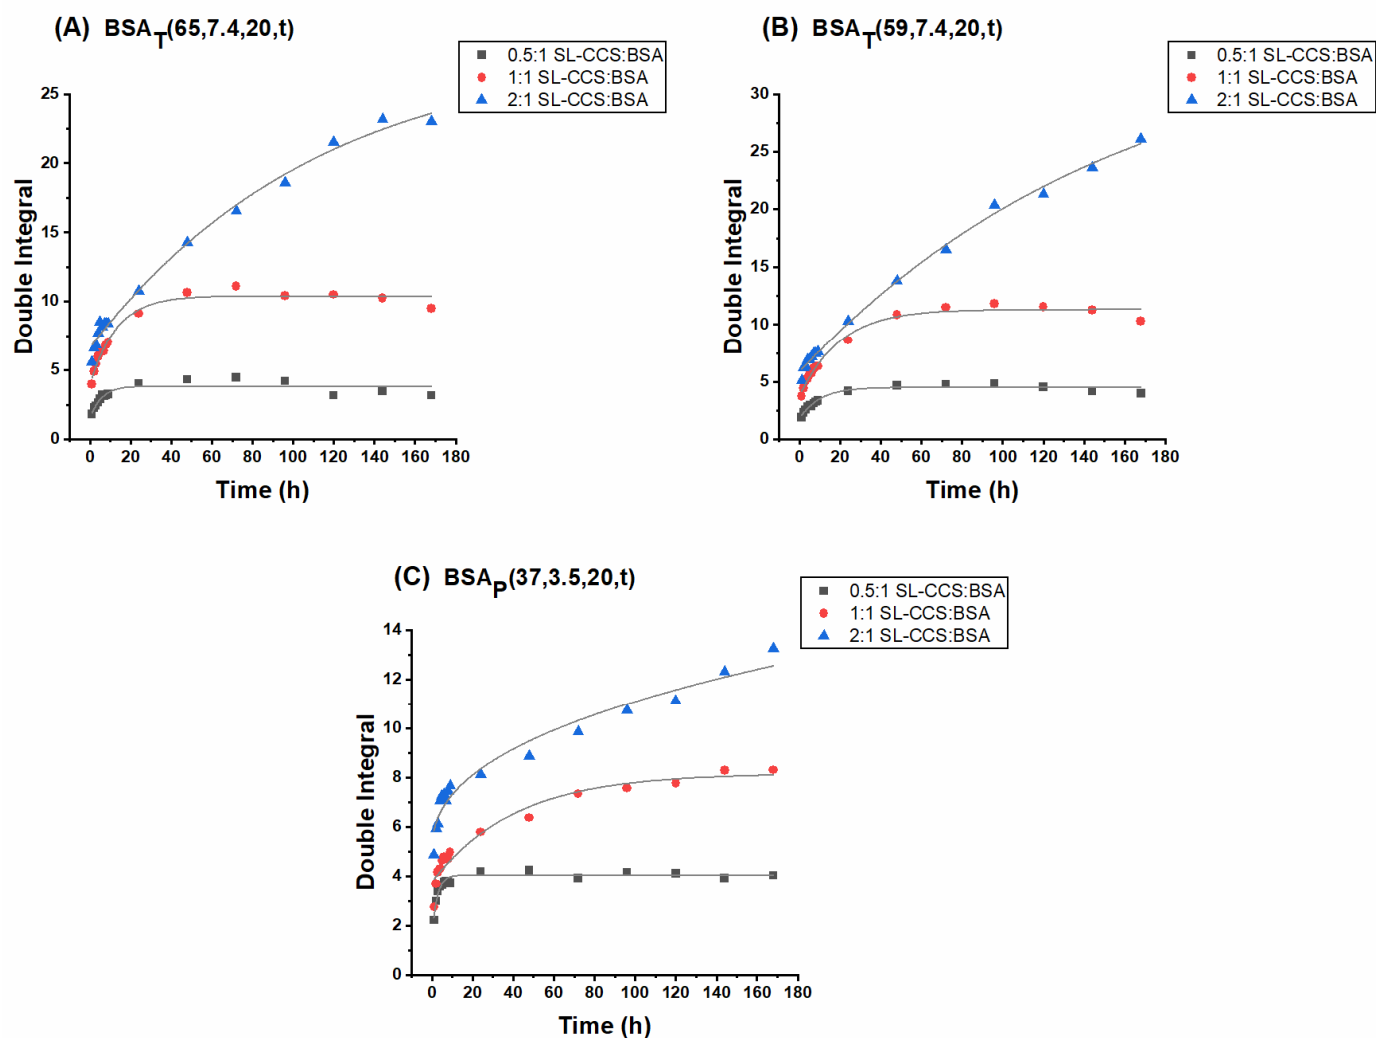 (A) BSA_T(65,7.4,20,t)
0.5:1 SL-CCS:BSA
1:1 SL-CCS:BSA
2:1 SL-CCS:BSA
25
20
15
10
5
0
Double Integral
0 20 40 60 80 100 120 140 160 180
Time (h)
(B) BSA_T(59,7.4,20,t)
0.5:1 SL-CCS:BSA
1:1 SL-CCS:BSA
2:1 SL-CCS:BSA
30
25
20
15
10
5
0
Double Integral
0 20 40 60 80 100 120 140 160 180
Time (h)
(C) BSA_P(37,3.5,20,t)
0.5:1 SL-CCS:BSA
1:1 SL-CCS:BSA
2:1 SL-CCS:BSA
14
12
10
8
6
4
2
0
Double Integral
0 20 40 60 80 100 120 140 160 180
Time (h)